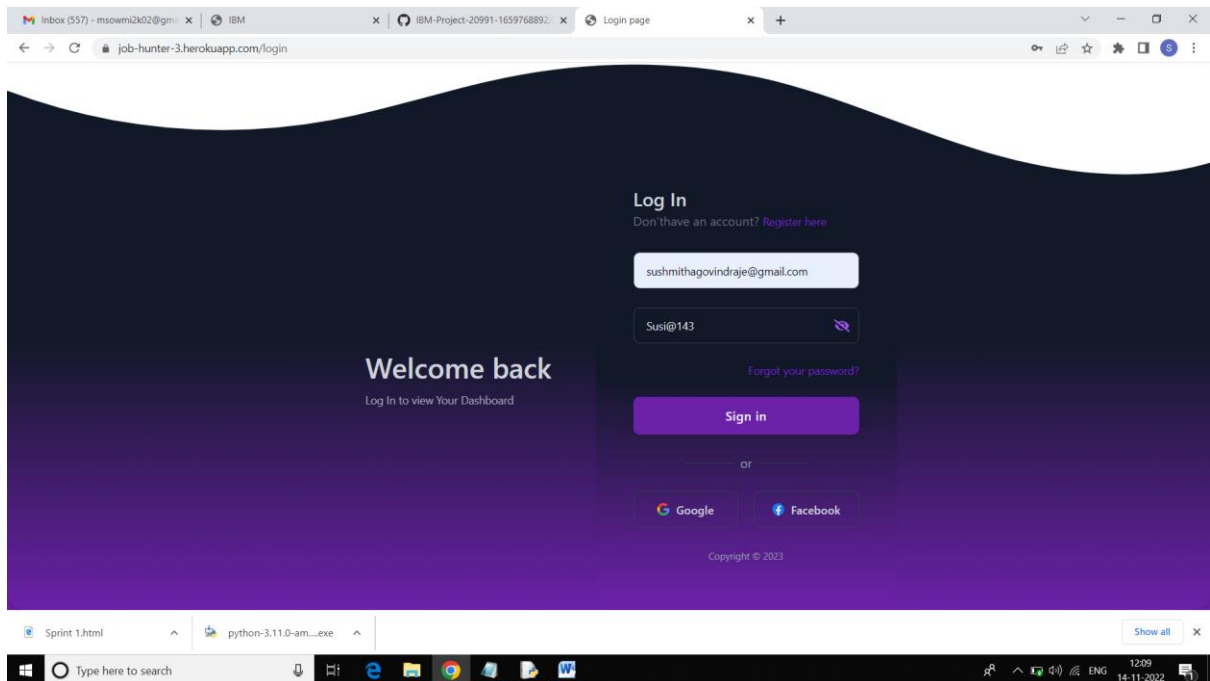 Inbox (557) - msowmi2k02@gm
IBM
IBM-Project-20991-1659768892/
Login page
job-hunter-3.herokuapp.com/login
S
Log In
Don'thave an account? Register here
sushmithagovindraje@gmail.com
Susi@143
Forgot your password?
Welcome back
Log In to view Your Dashboard
Sign in
or
Google
Facebook
Copyright © 2023
Sprint 1.html
python-3.11.0-am....exe
Show all
Type here to search
ENG
12:09
14-11-2022